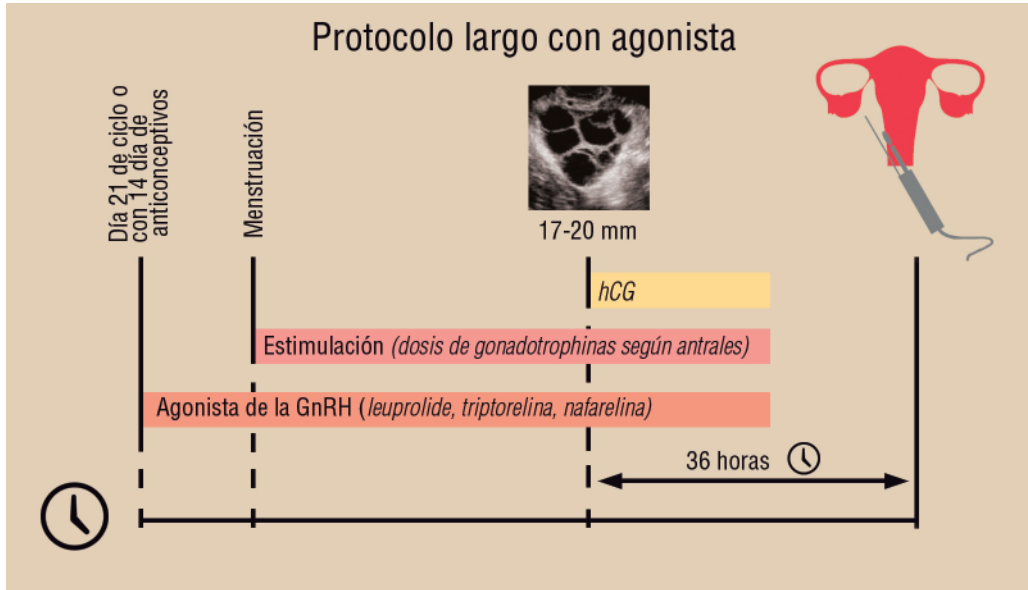 Protocolo largo con agonista
Día 21 de ciclo o
con 14 día de
anticonceptivos
Menstruación
17-20 mm
hCG
Estimulación (dosis de gonadotrophinas según antrales)
Agonista de la GnRH (leuprolide, triptorelina, nafarelina)
36 horas